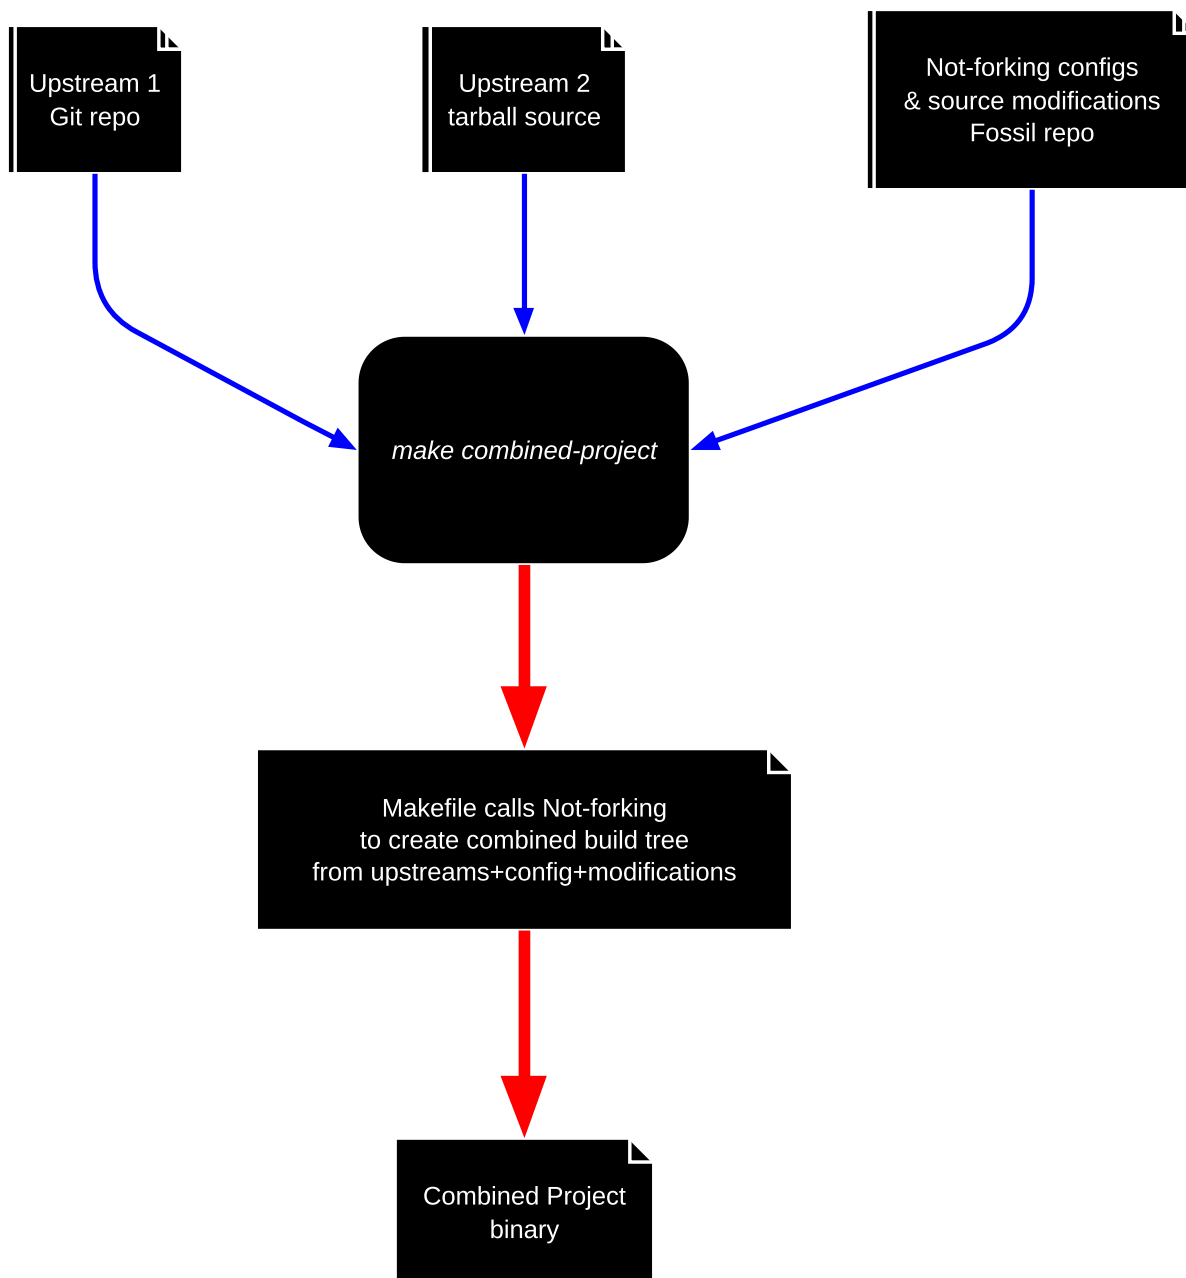 Upstream 1
Git repo
Upstream 2
tarball source
Not-forking configs
& source modifications
Fossil repo
make combined-project
Makefile calls Not-forking
to create combined build tree
from upstreams+config+modifications
Combined Project
binary